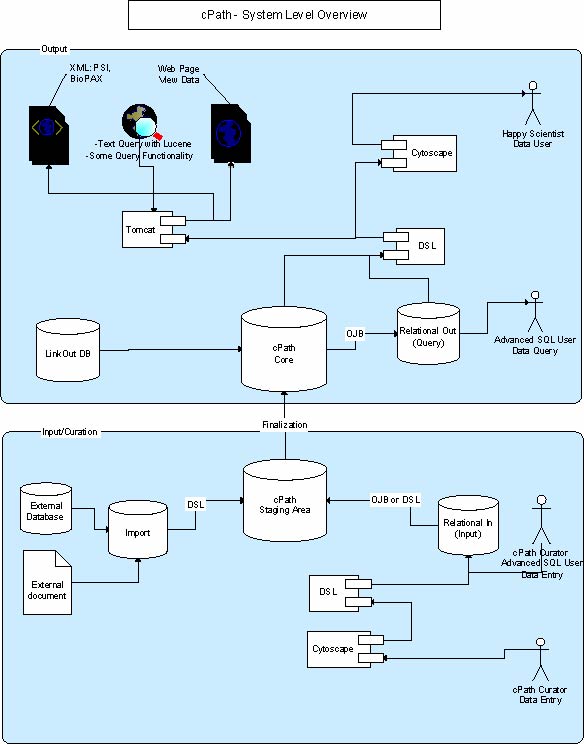 cPath - System Level Overview
Output
XML: PSI,
BioPAX
Web Page
View Data
-Text Query with Lucene
-Some Query Functionality
Happy Scientist
Data User
Cytoscape
Tomcat
DSL
LinkOut DB
cPath
Core
OJB
Relational Out
(Query)
Advanced SQL User
Data Query
Finalization
Input/Curation
External
Database
Import
DSL
cPath
Staging Area
OJB or DSL
Relational In
(Input)
cPath Curator
Advanced SQL User
Data Entry
External
document
DSL
Cytoscape
cPath Curator
Data Entry